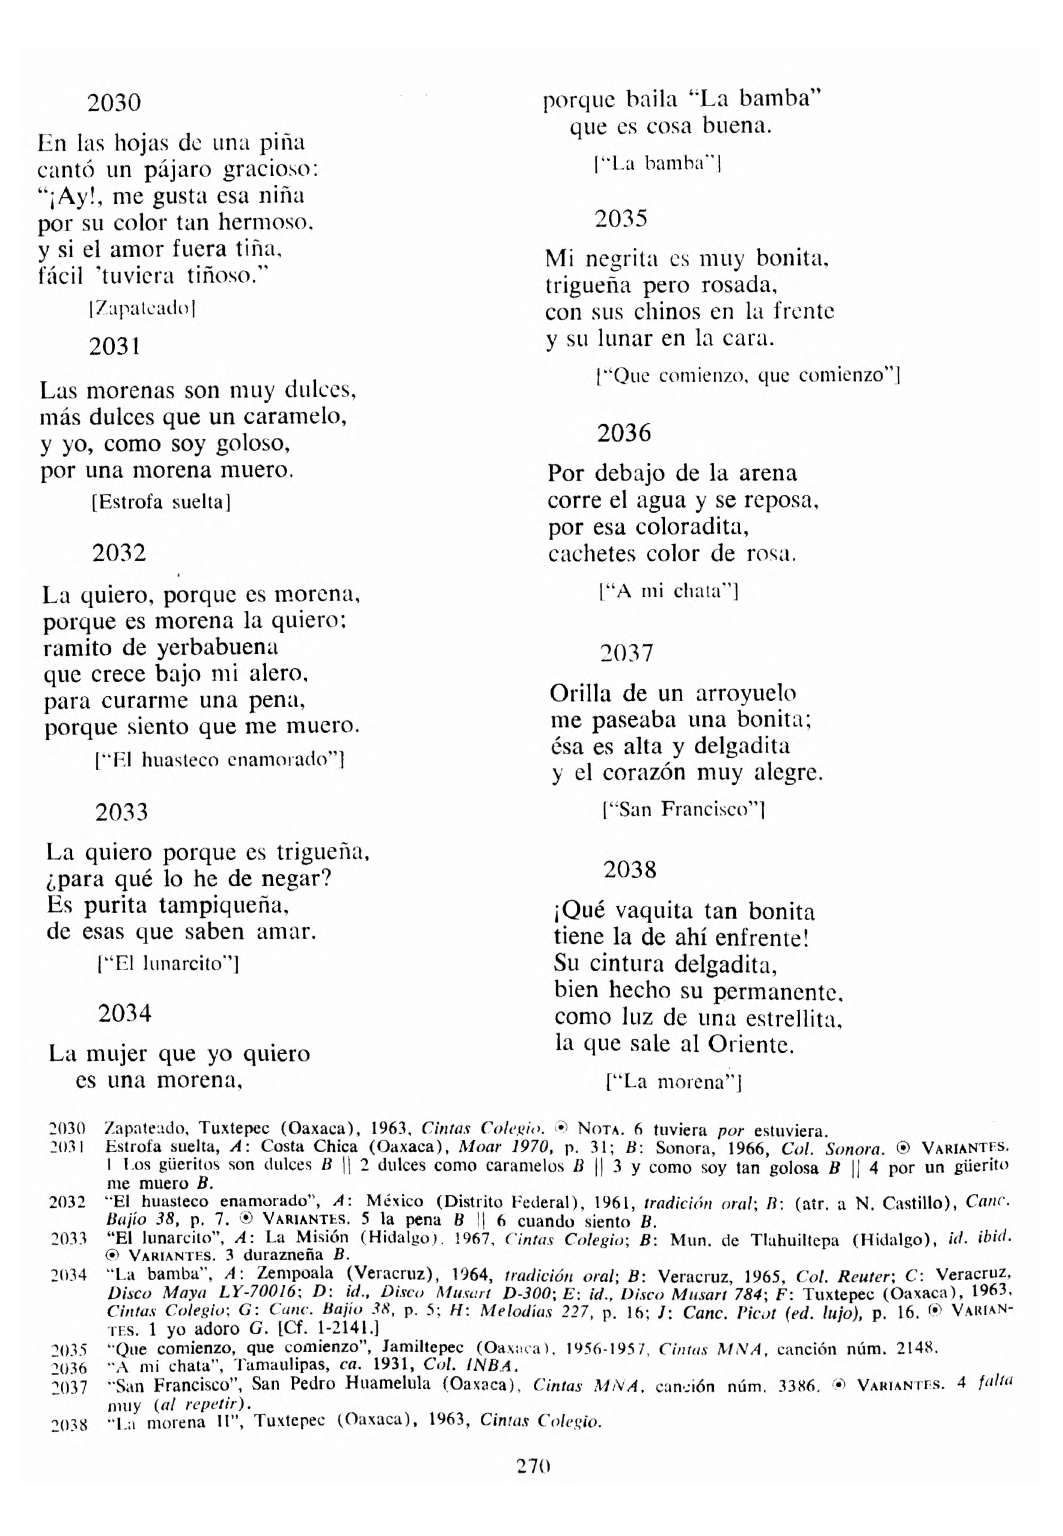 2030
En las hojas de una piña
cantó un pájaro gracioso:
“¡Ay!, me gusta esa niña
por su color tan hermoso,
y si el amor fuera tiña,
fácil 'tuviera tiñoso.”
[Zapateado]
2031
Las morenas son muy dulces,
más dulces que un caramelo,
y yo, como soy goloso,
por una morena muero.
[Estrofa suelta]
2032
La quiero, porque es morena,
porque es morena la quiero;
ramito de yerbabuena
que crece bajo mi alero,
para curarme una pena,
porque siento que me muero.
[“El huasteco enamorado”]
2033
La quiero porque es trigueña,
¿para qué lo he de negar?
Es purita tampiqueña,
de esas que saben amar.
[“El lunarcito”]
2034
La mujer que yo quiero
es una morena,
porque baila “La bamba”
que es cosa buena.
[“La bamba”]
2035
Mi negrita es muy bonita,
trigueña pero rosada,
con sus chinos en la frente
y su lunar en la cara.
[“Que comienzo, que comienzo”]
2036
Por debajo de la arena
corre el agua y se reposa,
por esa coloradita,
cachetes color de rosa.
[“A mi chata”]
2037
Orilla de un arroyuelo
me paseaba una bonita;
ésa es alta y delgadita
y el corazón muy alegre.
[“San Francisco”]
2038
¡Qué vaquita tan bonita
tiene la de ahí enfrente!
Su cintura delgadita,
bien hecho su permanente,
como luz de una estrellita,
la que sale al Oriente.
[“La morena”]
2030 Zapateado, Tuxtepec (Oaxaca), 1963, Cintas Colegio. ⊙ NOTA. 6 tuviera por estuviera.
2031 Estrofa suelta, A: Costa Chica (Oaxaca), Moar 1970, p. 31; B: Sonora, 1966, Col. Sonora. ⊙ VARIANTES.
1 Los güeritos son dulces B || 2 dulces como caramelos B || 3 y como soy tan golosa B || 4 por un güerito
me muero B.
2032 “El huasteco enamorado”, A: México (Distrito Federal), 1961, tradición oral; B: (atr. a N. Castillo), Canc.
Bajío 38, p. 7. ⊙ VARIANTES. 5 la pena B || 6 cuando siento B.
2033 “El lunarcito”, A: La Misión (Hidalgo), 1967, Cintas Colegio; B: Mun. de Tlahuiltepa (Hidalgo), id. ibid.
⊙ VARIANTES. 3 durazneña B.
2034 “La bamba”, A: Zempoala (Veracruz), 1964, tradición oral; B: Veracruz, 1965, Col. Reuter; C: Veracruz,
Disco Maya LY-70016; D: id., Disco Musart D-300; E: id., Disco Musart 784; F: Tuxtepec (Oaxaca), 1963,
Cintas Colegio; G: Canc. Bajío 38, p. 5; H: Melodías 227, p. 16; J: Canc. Picot (ed. lujo), p. 16. ⊙ VARIAN-
TES. 1 yo adoro G. [Cf. 1-2141.]
2035 “Que comienzo, que comienzo”, Jamiltepec (Oaxaca), 1956-1957, Cintas MNA, canción núm. 2148.
2036 “A mi chata”, Tamaulipas, ca. 1931, Col. INBA.
2037 “San Francisco”, San Pedro Huamelula (Oaxaca), Cintas MNA, canción núm. 3386. ⊙ VARIANTES. 4 falta
muy (al repetir).
2038 “La morena II”, Tuxtepec (Oaxaca), 1963, Cintas Colegio.
270